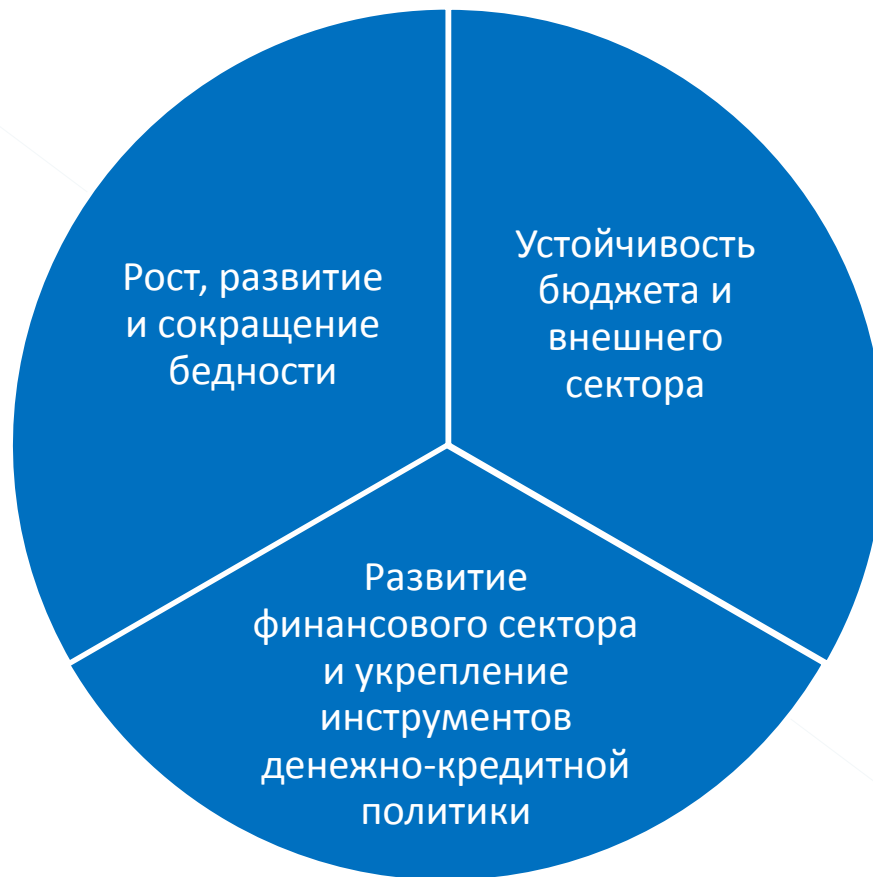 Рост, развитие
и сокращение
бедности
Устойчивость
бюджета и
внешнего
сектора
Развитие
финансового сектора
и укрепление
инструментов
денежно-кредитной
политики